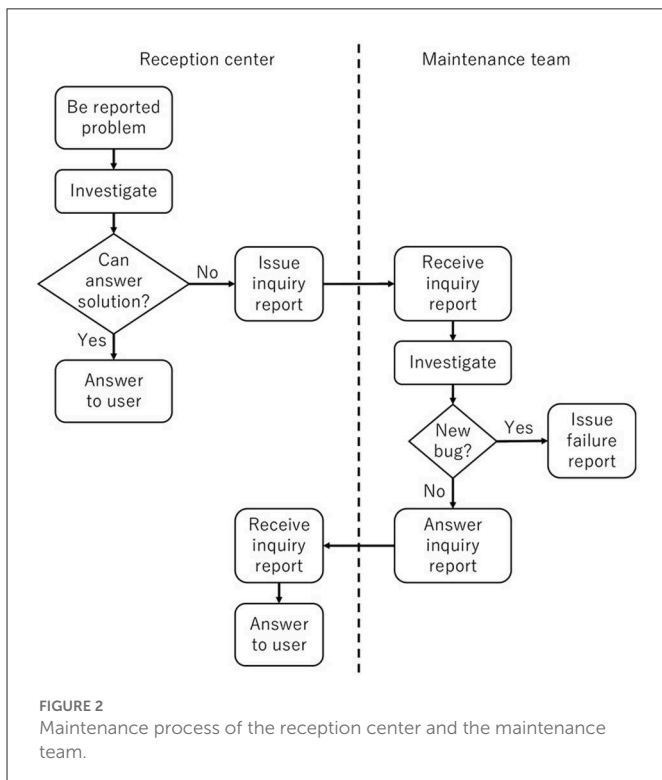 Reception center
Maintenance team
Be reported
problem
Investigate
Can
answer
solution?
No
Issue
inquiry
report
Receive
inquiry
report
Yes
Answer
to user
Investigate
New
bug?
Yes
Issue
failure
report
No
Answer
inquiry
report
Receive
inquiry
report
Answer
to user
FIGURE 2
Maintenance process of the reception center and the maintenance
team.